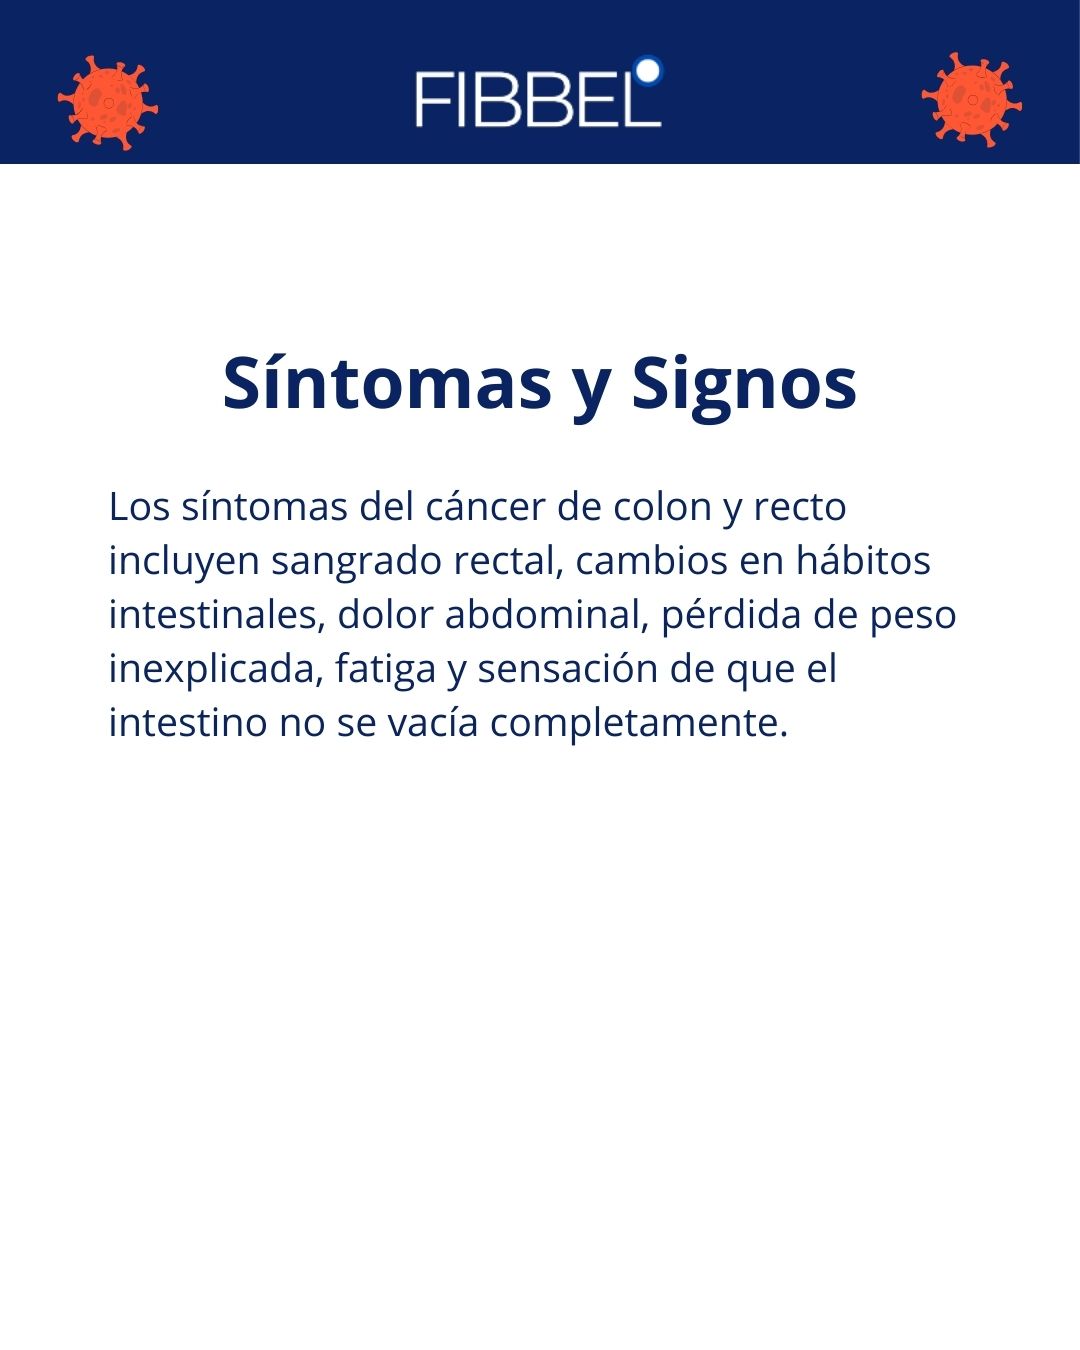 FIBBEL
Síntomas y Signos
Los síntomas del cáncer de colon y recto
incluyen sangrado rectal, cambios en hábitos
intestinales, dolor abdominal, pérdida de peso
inexplicada, fatiga y sensación de que el
intestino no se vacía completamente.